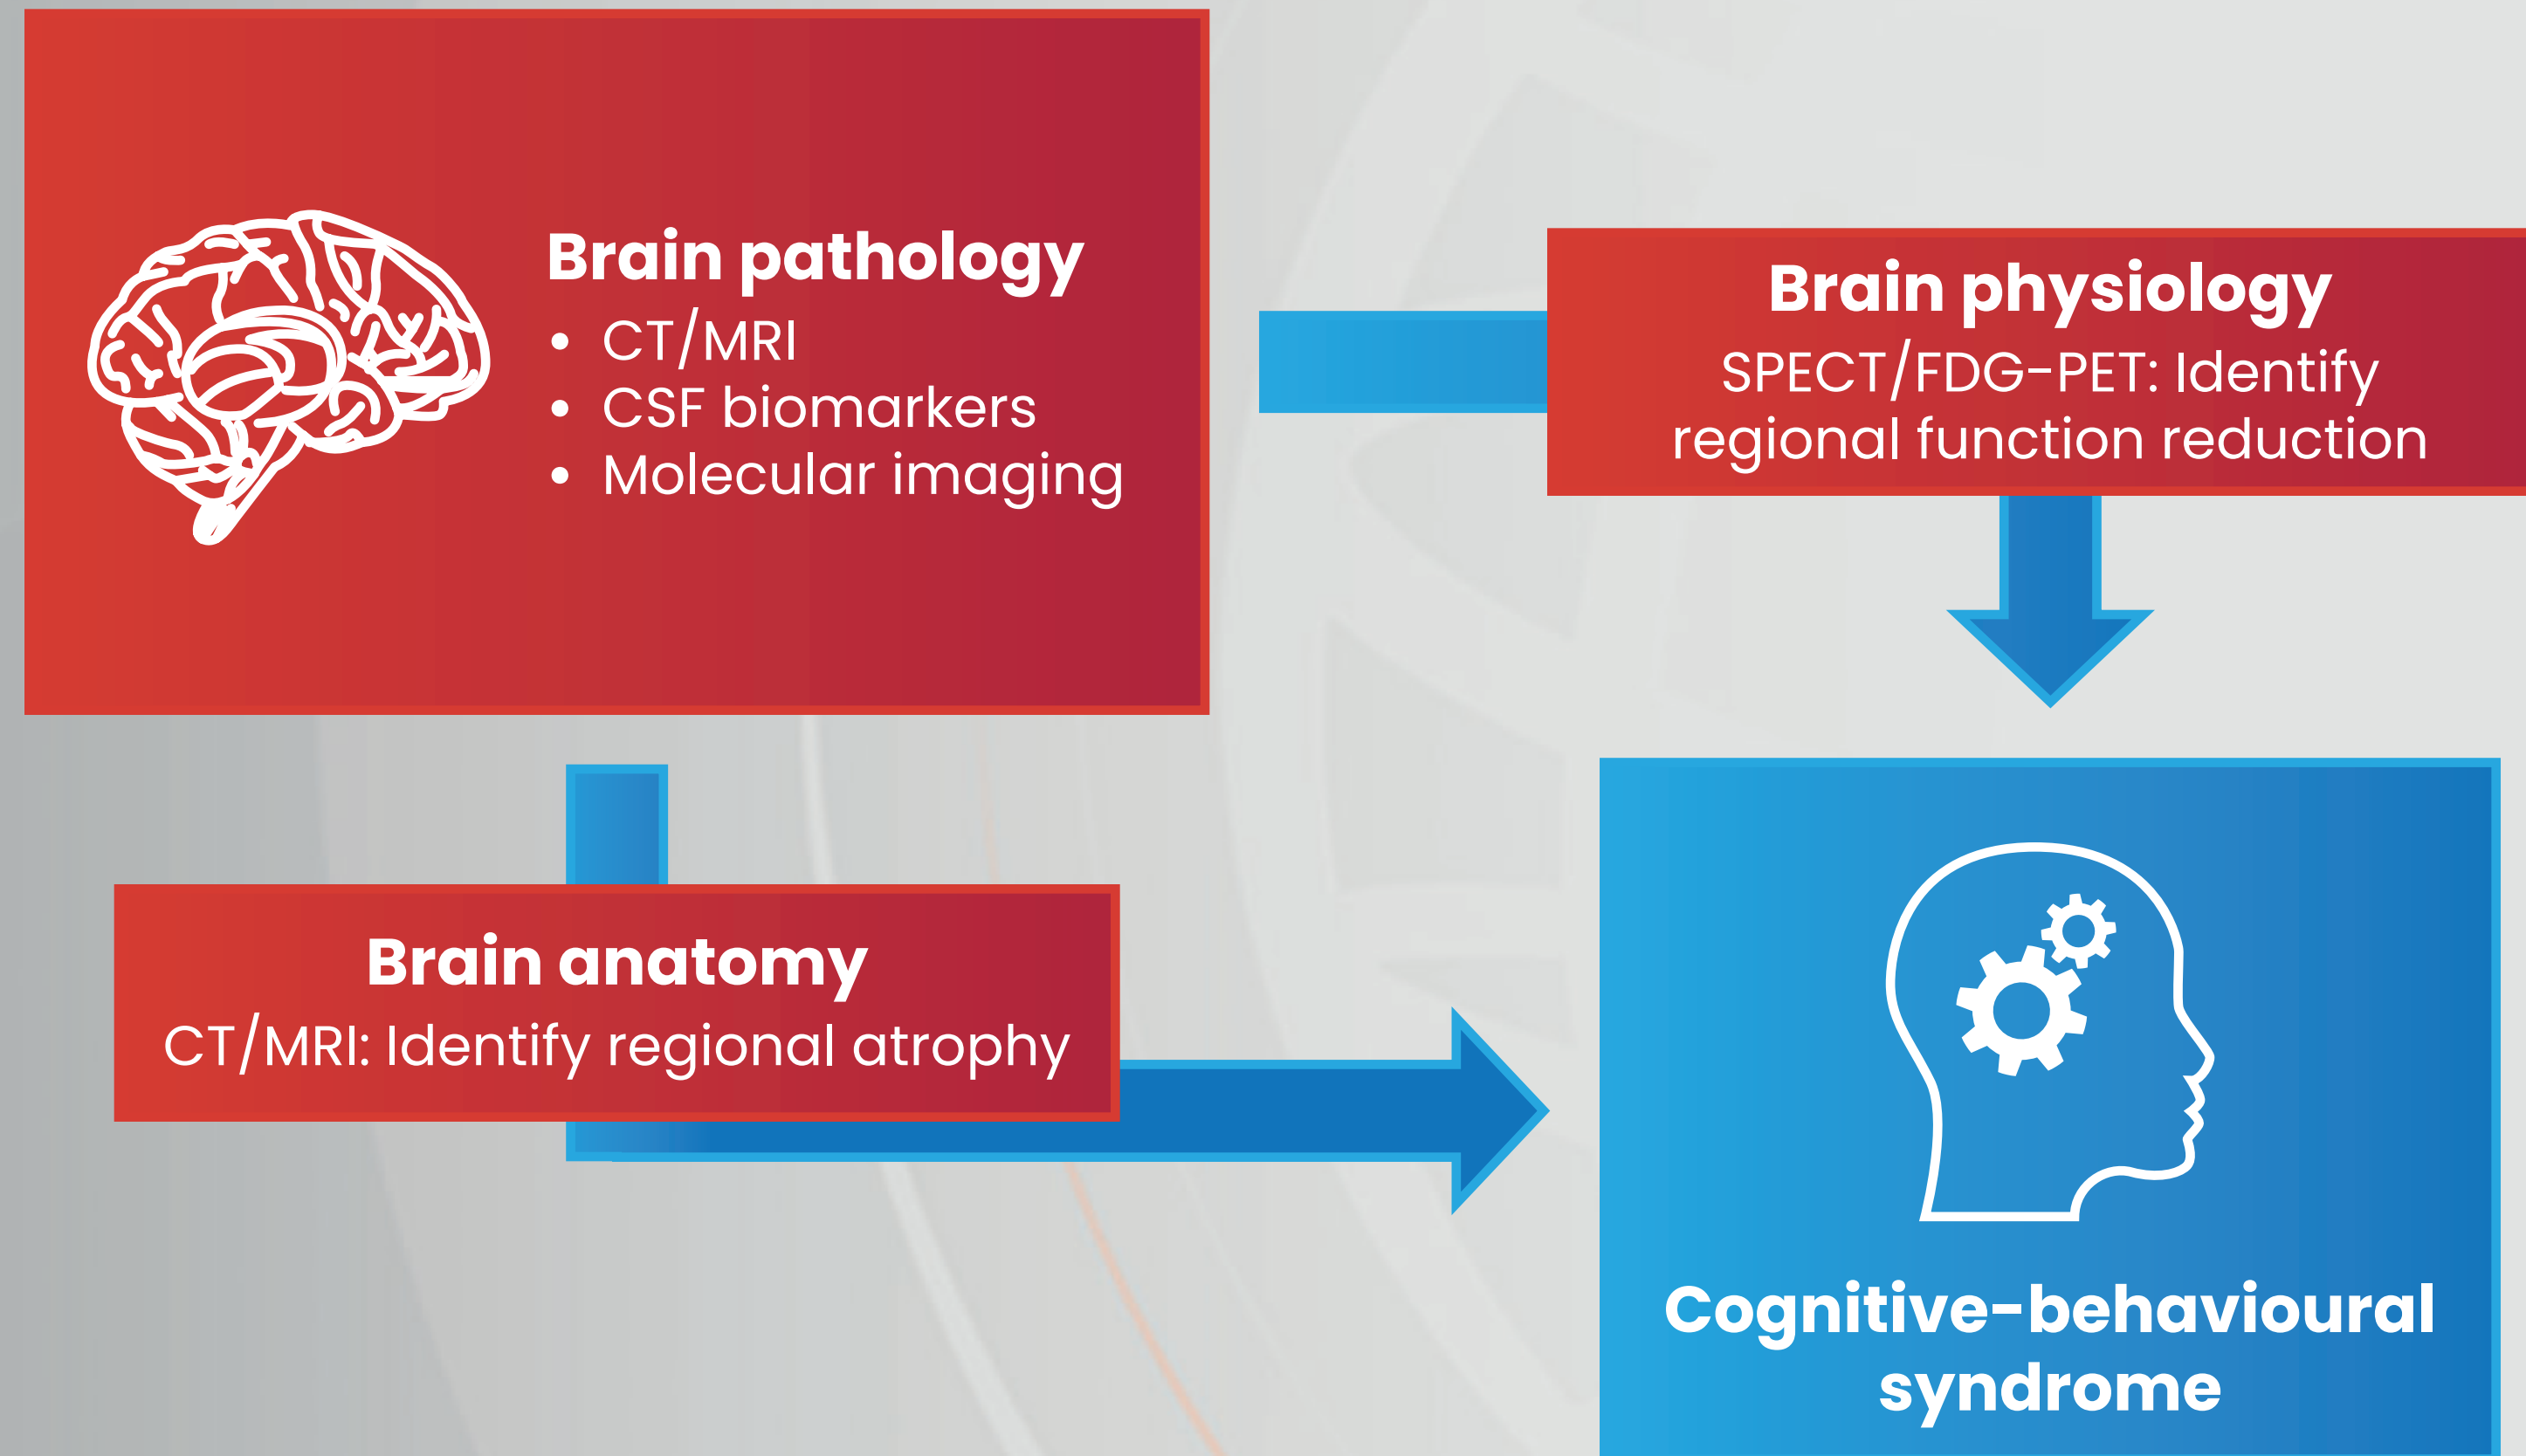 Brain pathology
• CT/MRI
• CSF biomarkers
• Molecular imaging
Brain physiology
SPECT/FDG-PET: Identify
regional function reduction
Brain anatomy
CT/MRI: Identify regional atrophy
Cognitive-behavioural
syndrome